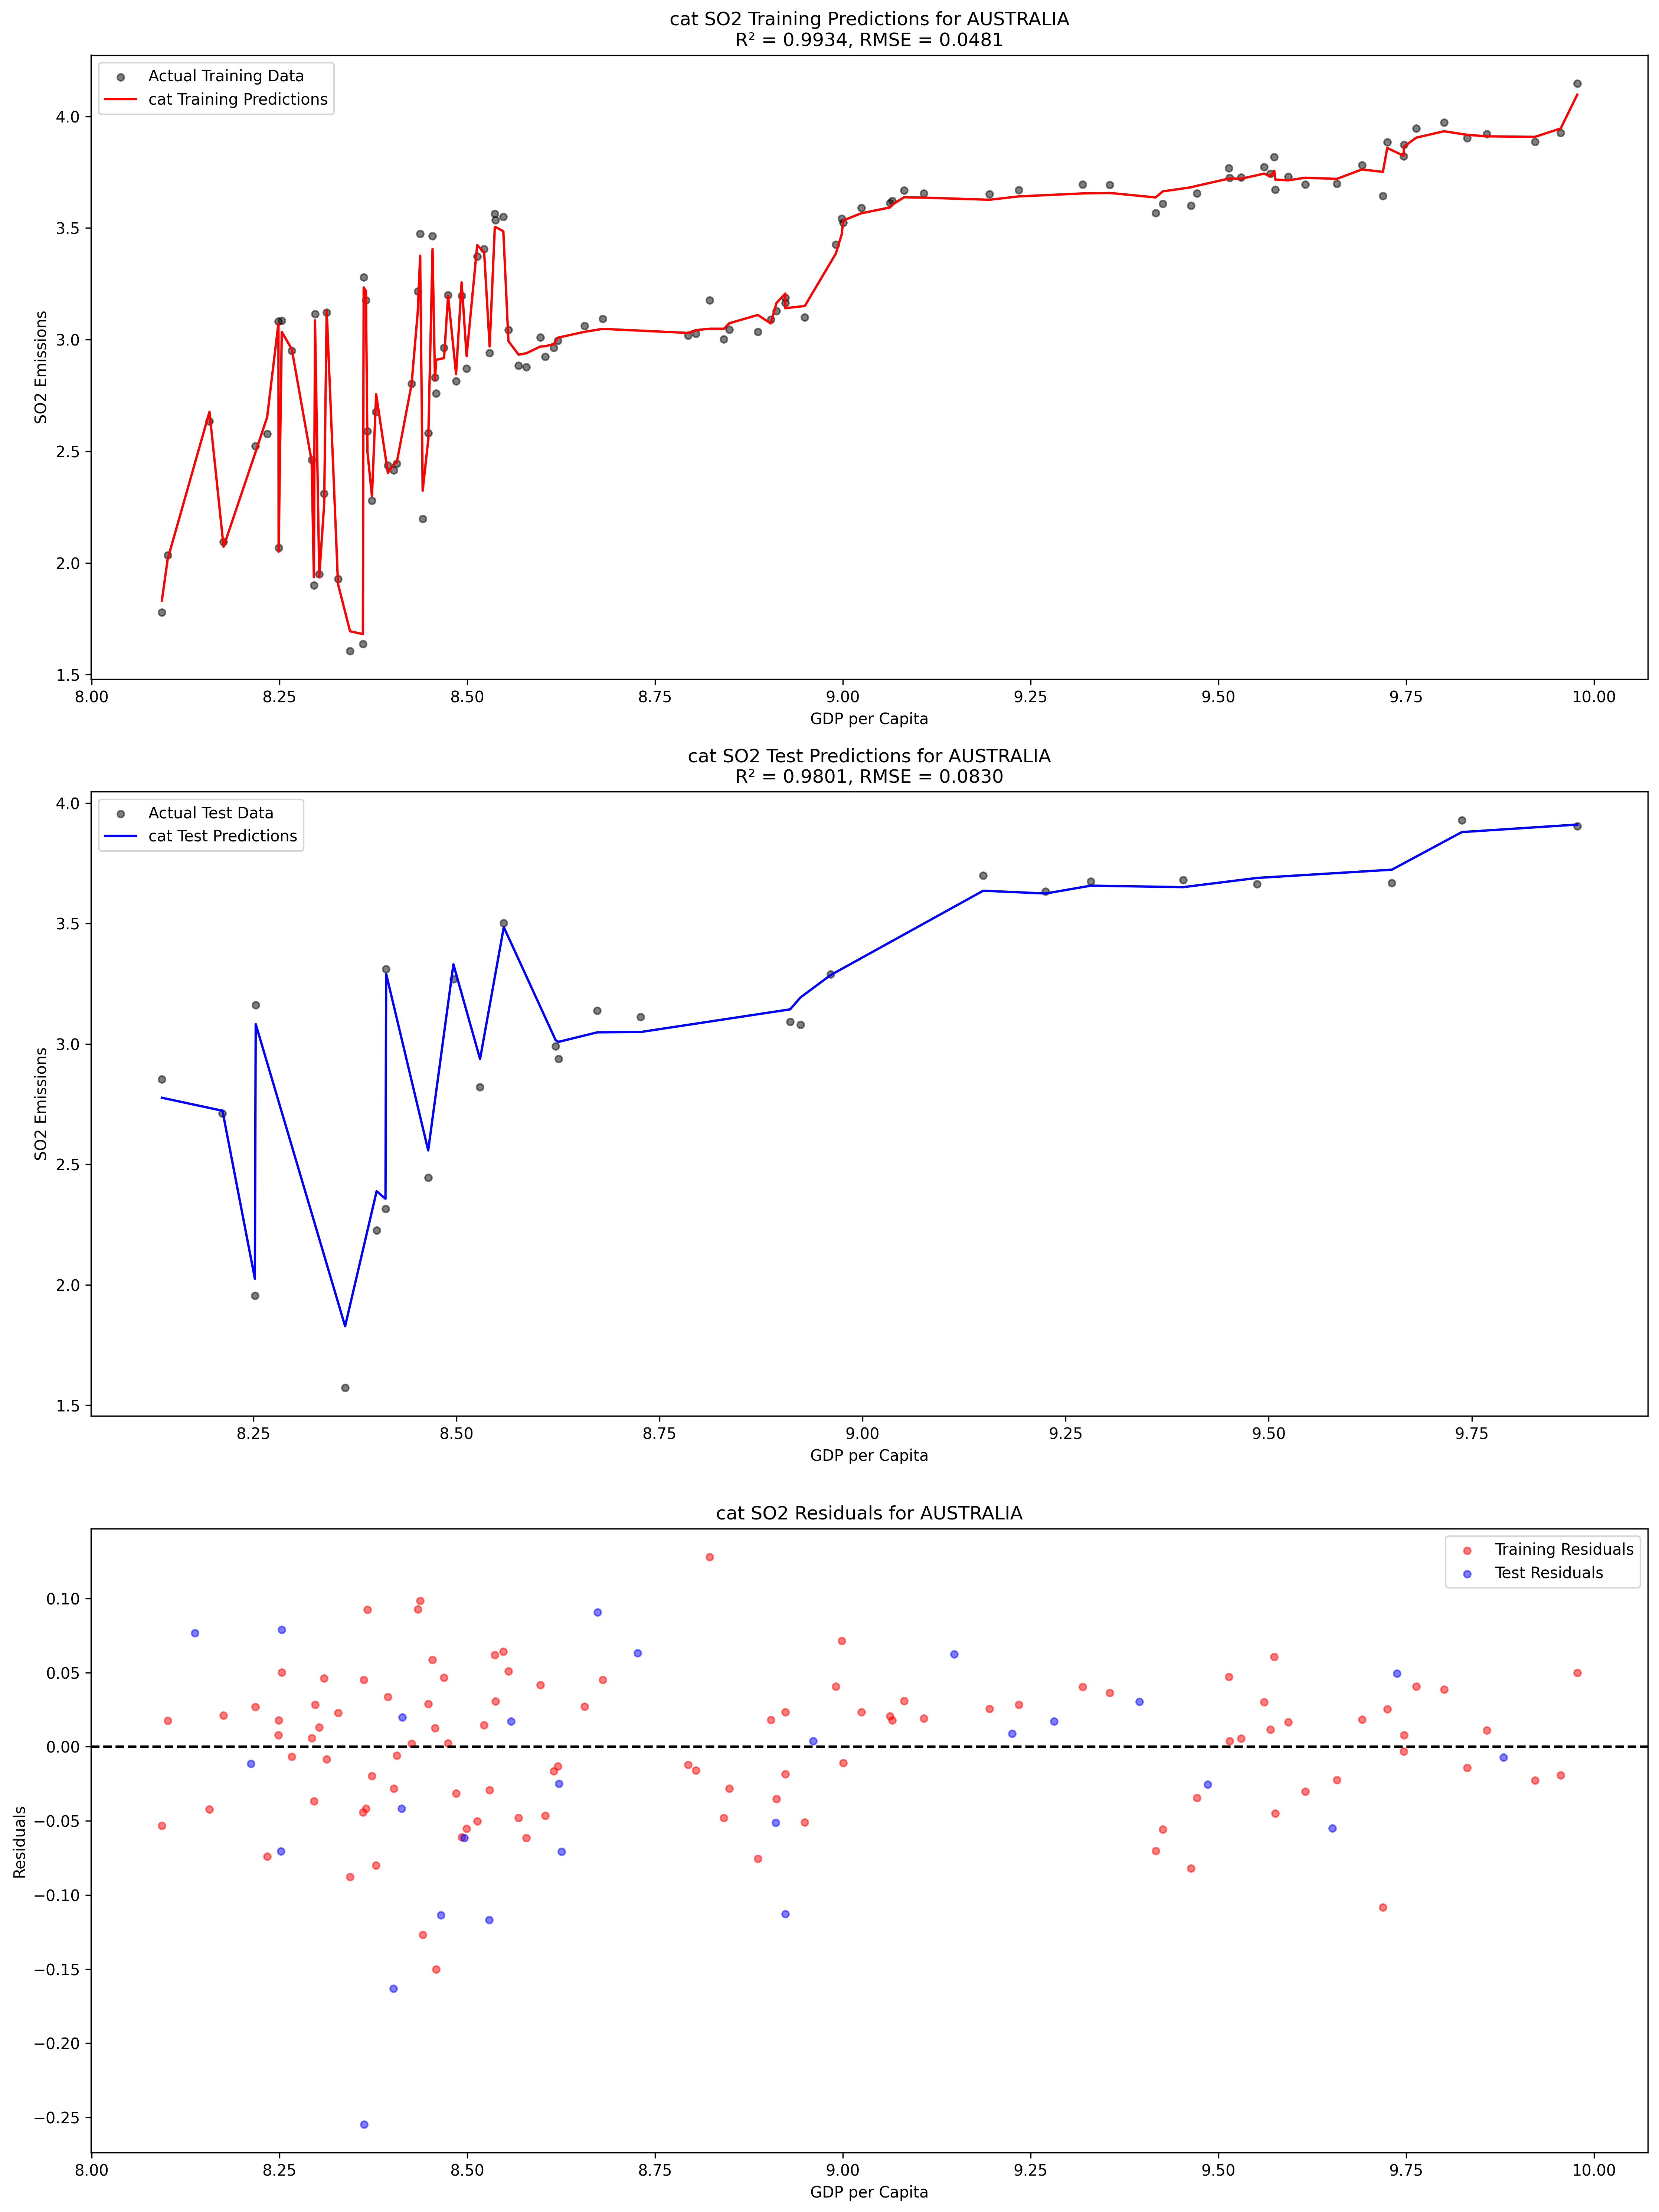 cat SO2 Training Predictions for AUSTRALIA
R² = 0.9934, RMSE = 0.0481
Actual Training Data
cat Training Predictions
4.0
3.5
3.0
2.5
2.0
1.5
SO2 Emissions
8.00 8.25 8.50 8.75 9.00 9.25 9.50 9.75 10.00
GDP per Capita
cat SO2 Test Predictions for AUSTRALIA
R² = 0.9801, RMSE = 0.0830
Actual Test Data
cat Test Predictions
4.0
3.5
3.0
2.5
2.0
1.5
SO2 Emissions
8.25 8.50 8.75 9.00 9.25 9.50 9.75
GDP per Capita
cat SO2 Residuals for AUSTRALIA
Training Residuals
Test Residuals
0.10
0.05
0.00
−0.05
−0.10
−0.15
−0.20
−0.25
Residuals
8.00 8.25 8.50 8.75 9.00 9.25 9.50 9.75 10.00
GDP per Capita